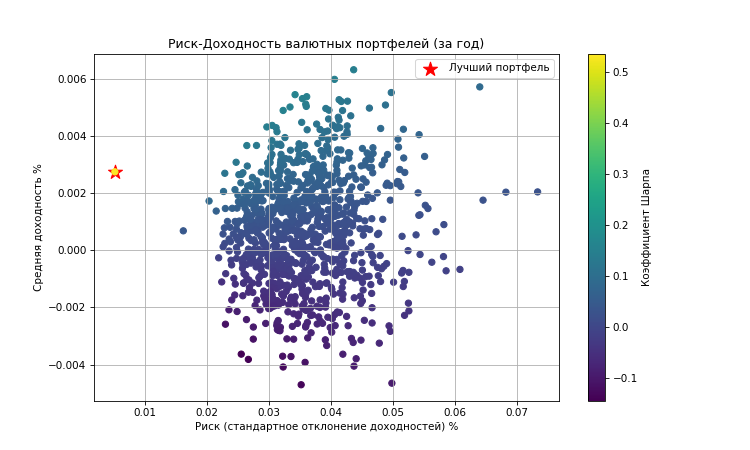 Риск-Доходность валютных портфелей (за год)
Лучший портфель
0.006
0.004
0.002
0.000
−0.002
−0.004
Средняя доходность %
0.01 0.02 0.03 0.04 0.05 0.06 0.07
Риск (стандартное отклонение доходностей) %
0.5
0.4
0.3
0.2
0.1
0.0
−0.1
Коэффициент Шарпа